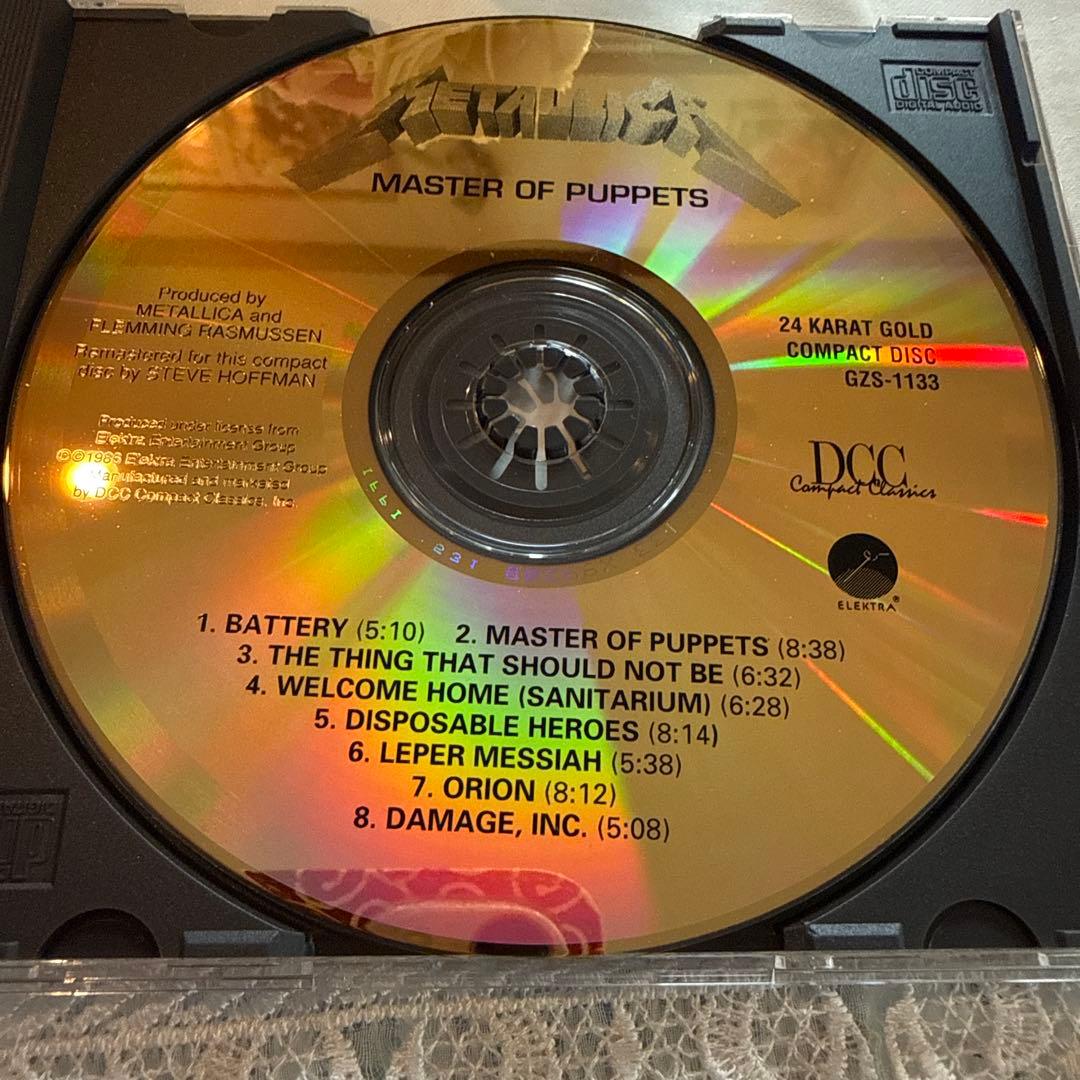 COMPACT
disc
DIGITAL AUDIO
METALLICA
MASTER OF PUPPETS
Produced by
METALLICA and
FLEMMING RASMUSSEN
Remastered for this compact
disc by STEVE HOFFMAN
Produced under license from
Elektra Entertainment Group
℗©1986 Elektra Entertainment Group
Manufactured and marketed
by DCC Compact Classics, Inc.
24 KARAT GOLD
COMPACT DISC
GZS-1133
DCC
Compact Classics
ELEKTRA®
1. BATTERY (5:10) 2. MASTER OF PUPPETS (8:38)
3. THE THING THAT SHOULD NOT BE (6:32)
4. WELCOME HOME (SANITARIUM) (6:28)
5. DISPOSABLE HEROES (8:14)
6. LEPER MESSIAH (5:38)
7. ORION (8:12)
8. DAMAGE, INC. (5:08)